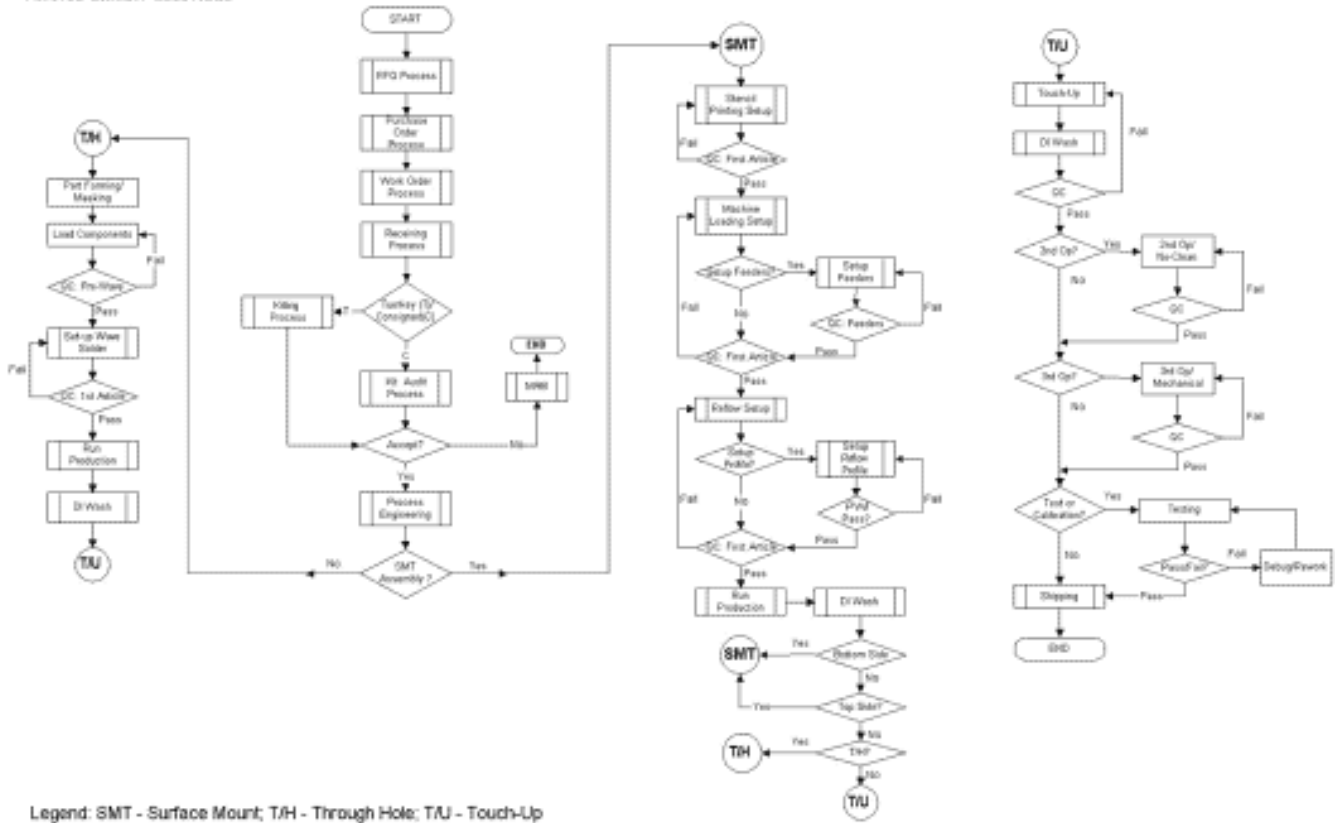 START
RFQ Process
Purchase
Order
Process
Work Order
Process
Receiving
Process
Turnkey (T)/
Consigned(C)
T
Kitting
Process
C
Kit Audit
Process
Accept?
No
END
Yes
Process
Engineering
SMT
Assembly ?
No
Yes
T/H
Part Forming/
Masking
Load Components
Fail
QC: Pre-Wave
Pass
Set-up Wave
Solder
Fail
QC: 1st Article
Pass
Run
Production
DI Wash
T/U
SMT
Stencil
Printing Setup
Fail
QC: First Article
Pass
Machine
Loading Setup
Setup Feeders?
Yes
Setup
Feeders
Fail
Fail
No
QC: Feeders
QC: First Article
Pass
Pass
Reflow Setup
Setup
Profile?
Yes
Setup
Reflow
Profile
Fail
No
Fail
Pass?
QC: First Article
Pass
Pass
Run
Production
DI Wash
SMT
Yes
Bottom Side
No
Yes
Top Side?
No
T/H
Yes
T/H?
No
T/U
T/U
Touch-Up
Fail
DI Wash
QC
Pass
2nd Op?
Yes
2nd Op/
No-Clean
No
Fail
QC
Pass
3rd Op?
Yes
3rd Op/
Mechanical
No
Fail
QC
Pass
Test or
Calibration?
Yes
Testing
No
Pass/Fail?
Fail
Debug/Rework
Shipping
Pass
END
Legend: SMT - Surface Mount; T/H - Through Hole; T/U - Touch-Up